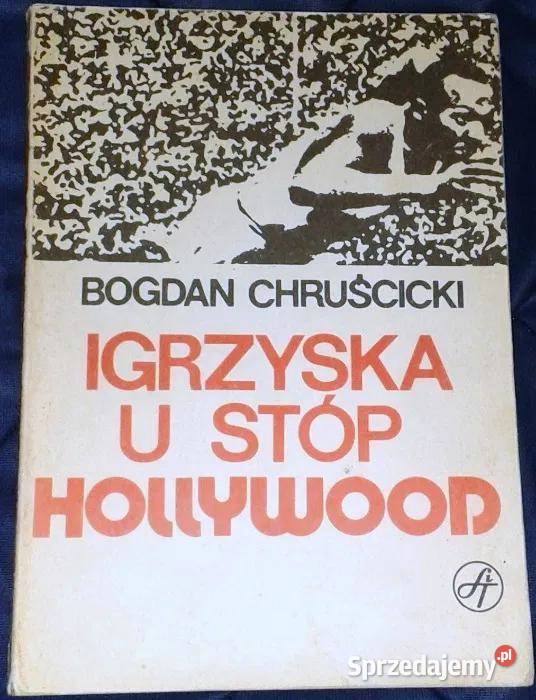 BOGDAN CHRUŚCICKI
IGRZYSKA
U STÓP
HOLLYWOOD
Sprzedajemy.pl